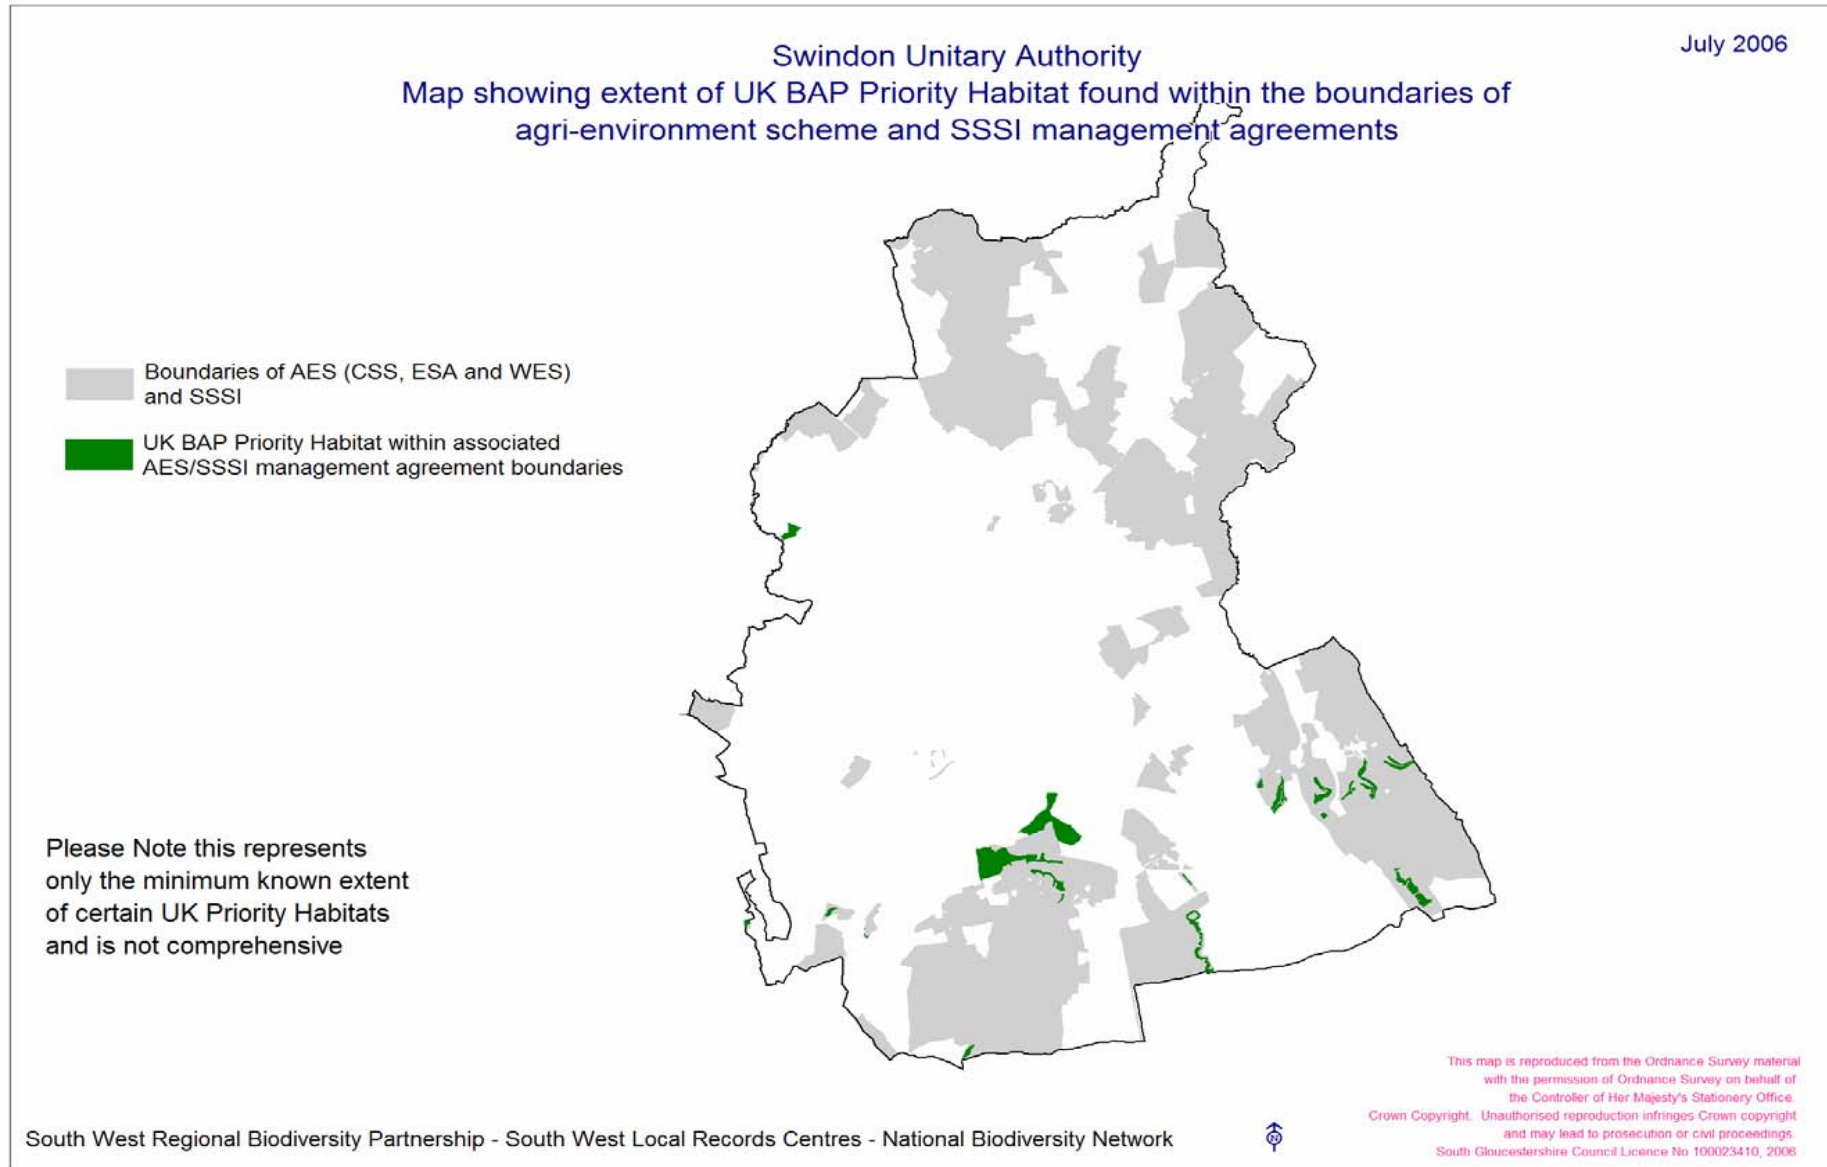 July 2006
Swindon Unitary Authority
Map showing extent of UK BAP Priority Habitat found within the boundaries of
agri-environment scheme and SSSI management agreements
Boundaries of AES (CSS, ESA and WES)
and SSSI
UK BAP Priority Habitat within associated
AES/SSSI management agreement boundaries
Please Note this represents
only the minimum known extent
of certain UK Priority Habitats
and is not comprehensive
This map is reproduced from the Ordnance Survey material
with the permission of Ordnance Survey on behalf of
the Controller of Her Majesty's Stationery Office.
Crown Copyright. Unauthorised reproduction infringes Crown copyright
and may lead to prosecution or civil proceedings.
South Gloucestershire Council Licence No 100023410, 2006
South West Regional Biodiversity Partnership - South West Local Records Centres - National Biodiversity Network
N